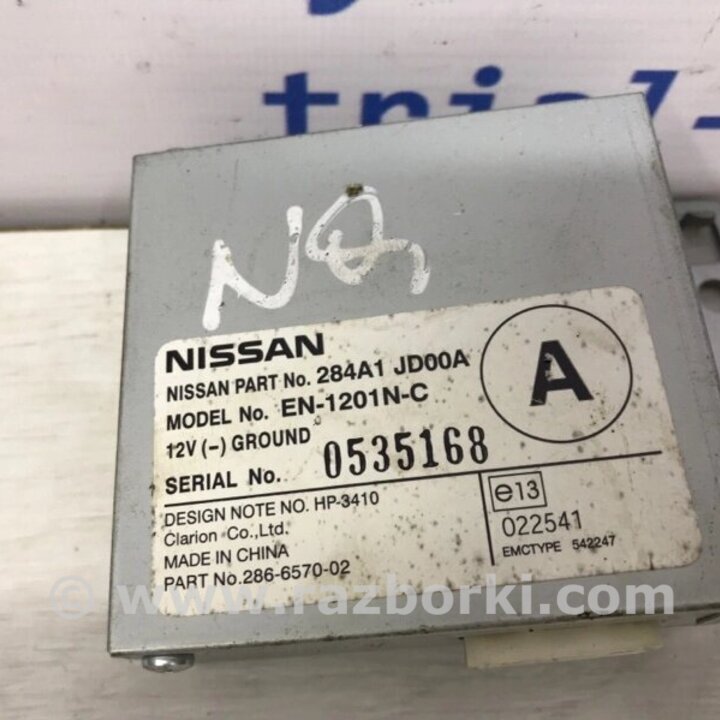 trial-
NQ,
NISSAN
NISSAN PART No. 284A1 JD00A
MODEL No. EN-1201N-C
12V (-) GROUND
SERIAL No. 0535168
A
DESIGN NOTE NO. HP-3410
Clarion Co.,Ltd.
MADE IN CHINA
PART No.286-6570-02
e13
022541
EMCTYPE 542247
© www.razborki.com